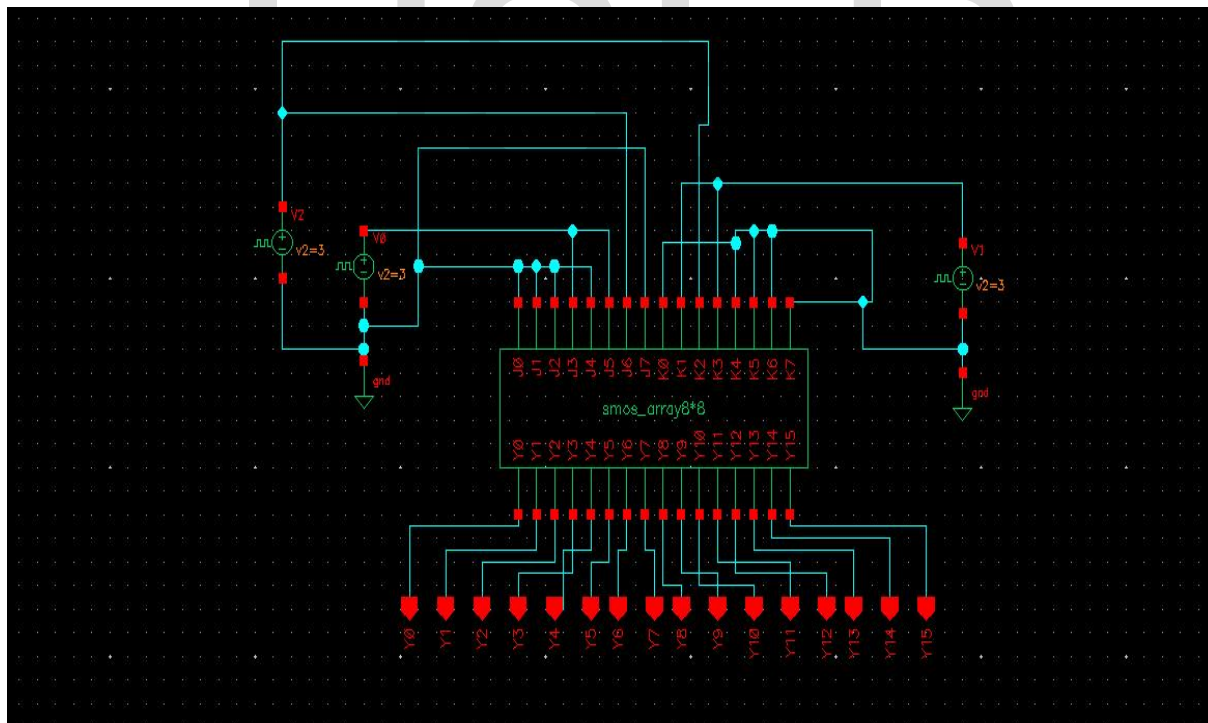 V2
v2=3
V0
v2=3
V1
v2=3
gnd
gnd
J0 J1 J2 J3 J4 J5 J6 J7 K0 K1 K2 K3 K4 K5 K6 K7
smos_array8*8
Y0 Y1 Y2 Y3 Y4 Y5 Y6 Y7 Y8 Y9 Y10 Y11 Y12 Y13 Y14 Y15
Y0 Y1 Y2 Y3 Y4 Y5 Y6 Y7 Y8 Y9 Y10 Y11 Y12 Y13 Y14 Y15